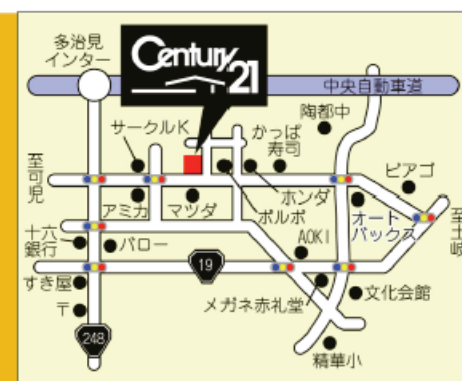 多治見
インター
Century
21
中央自動車道
陶都中
サークルK
かっぱ
寿司
至可児
ピアゴ
アミカ
マツダ
ボルボ
ホンダ
オート
バックス
至土岐
十六
銀行
バロー
AOKI
19
すき屋
メガネ赤礼堂
文化会館
〒
248
精華小